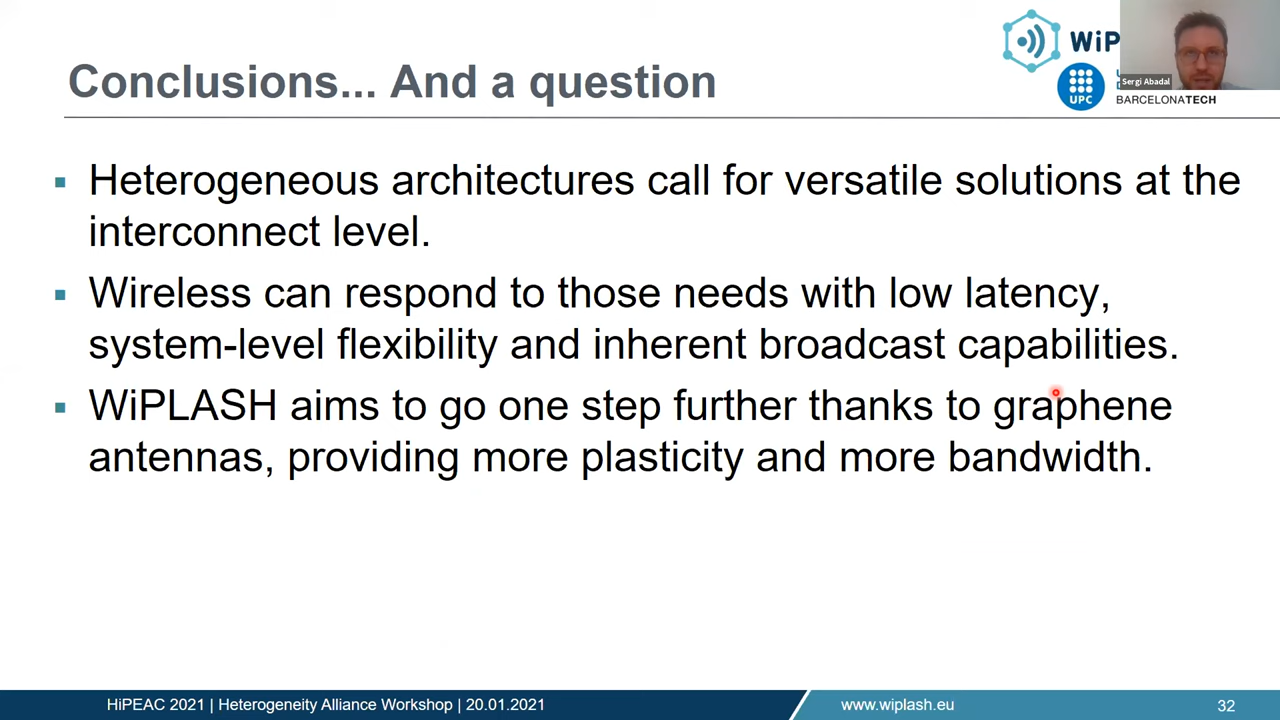 Conclusions... And a question
WiP
Sergi Abadal
UPC
BARCELONATECH
▪ Heterogeneous architectures call for versatile solutions at the
interconnect level.
▪ Wireless can respond to those needs with low latency,
system-level flexibility and inherent broadcast capabilities.
▪ WiPLASH aims to go one step further thanks to graphene
antennas, providing more plasticity and more bandwidth.
HiPEAC 2021 | Heterogeneity Alliance Workshop | 20.01.2021
www.wiplash.eu
32